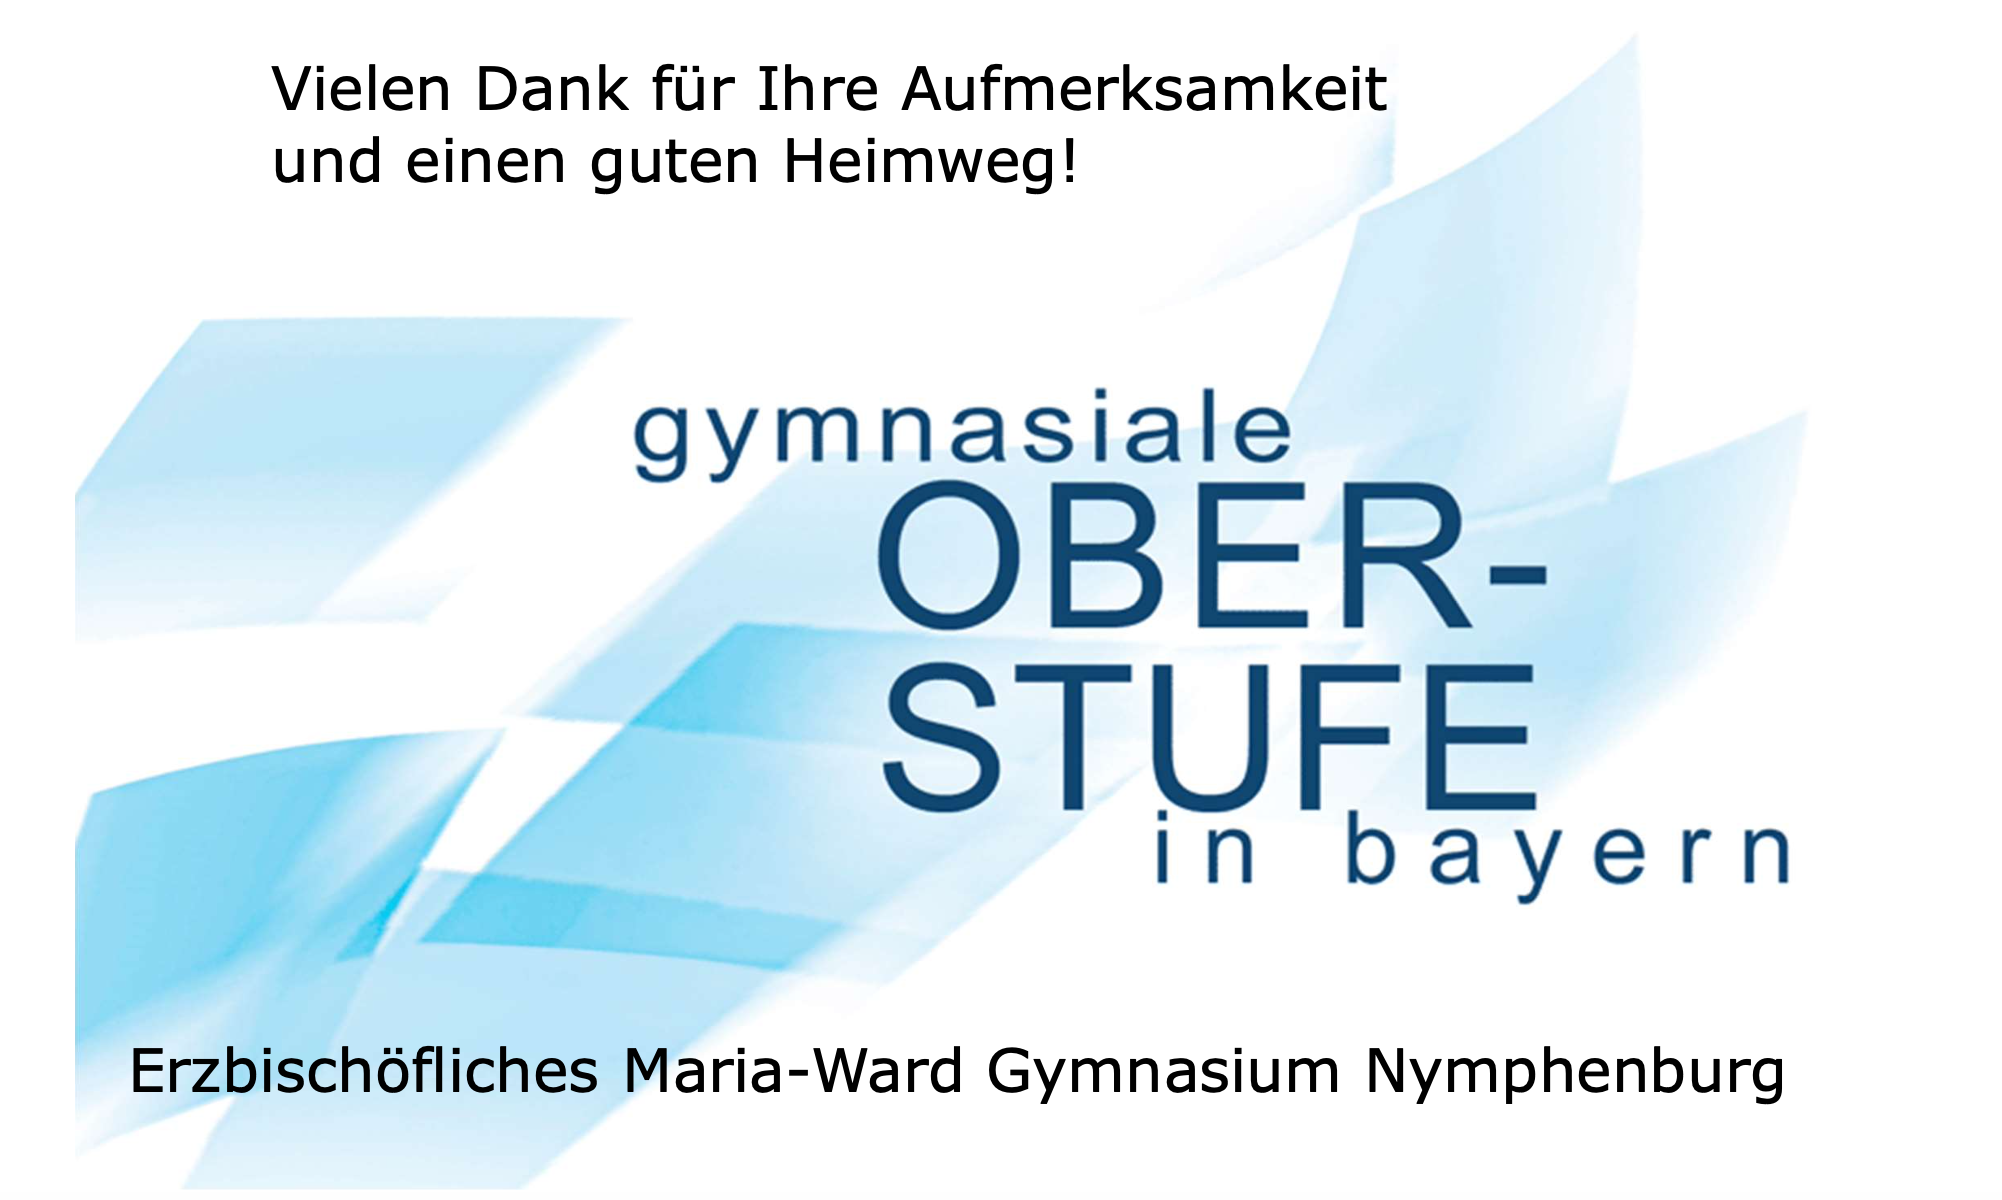 Vielen Dank für Ihre Aufmerksamkeit
und einen guten Heimweg!
gymnasiale
OBER-
STUFE
in bayern
Erzbischöfliches Maria-Ward Gymnasium Nymphenburg